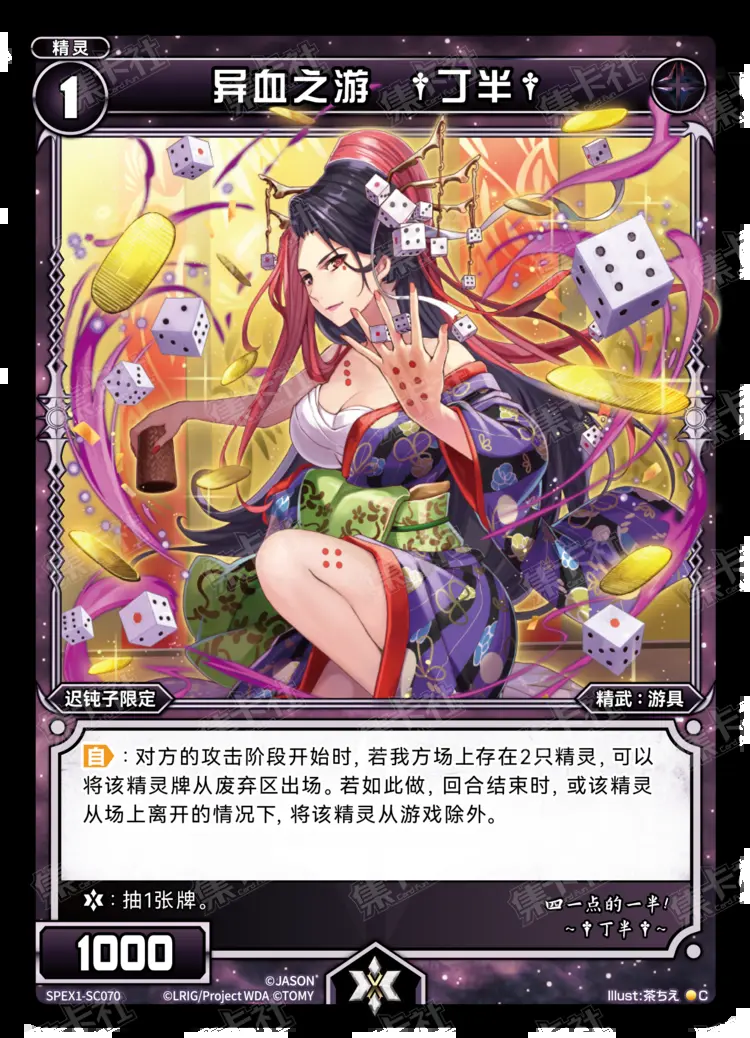 精灵
1
异血之游 †丁半†
迟钝子限定
精武：游具
自：对方的攻击阶段开始时，若我方场上存在2只精灵，可以
将该精灵牌从废弃区出场。若如此做，回合结束时，或该精灵
从场上离开的情况下，将该精灵从游戏除外。
：抽1张牌。
四一点的一半！
～†丁半†～
1000
©JASON
SPEX1-SC070
©LRIG/Project WDA ©TOMY
Illust:茶ちえ
C
集卡社